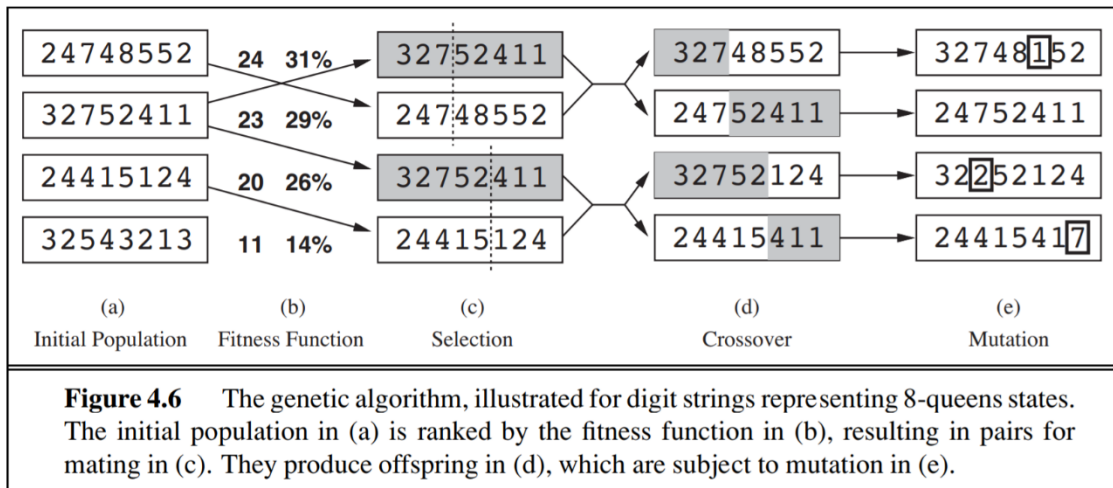 24748552 24 31% 32752411 32748552 32748152
32752411 23 29% 24748552 24752411 24752411
24415124 20 26% 32752411 32752124 32252124
32543213 11 14% 24415124 24415411 24415417
(a) (b) (c) (d) (e)
Initial Population Fitness Function Selection Crossover Mutation
Figure 4.6 The genetic algorithm, illustrated for digit strings representing 8-queens states.
The initial population in (a) is ranked by the fitness function in (b), resulting in pairs for
mating in (c). They produce offspring in (d), which are subject to mutation in (e).